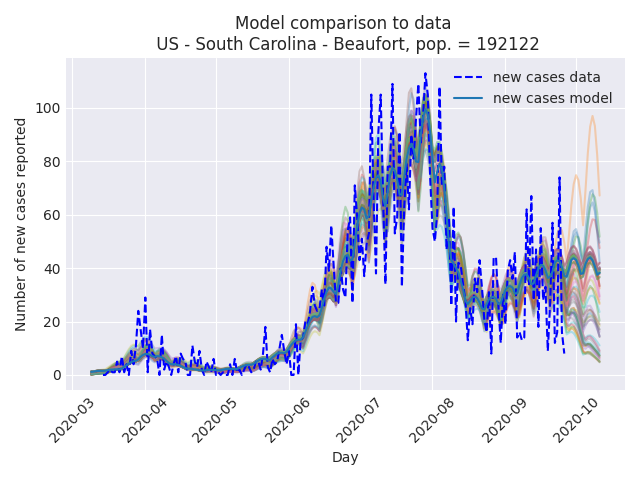 Model comparison to data
US - South Carolina - Beaufort, pop. = 192122
new cases data
new cases model
Number of new cases reported
100
80
60
40
20
0
2020-03
2020-04
2020-05
2020-06
2020-07
2020-08
2020-09
2020-10
Day